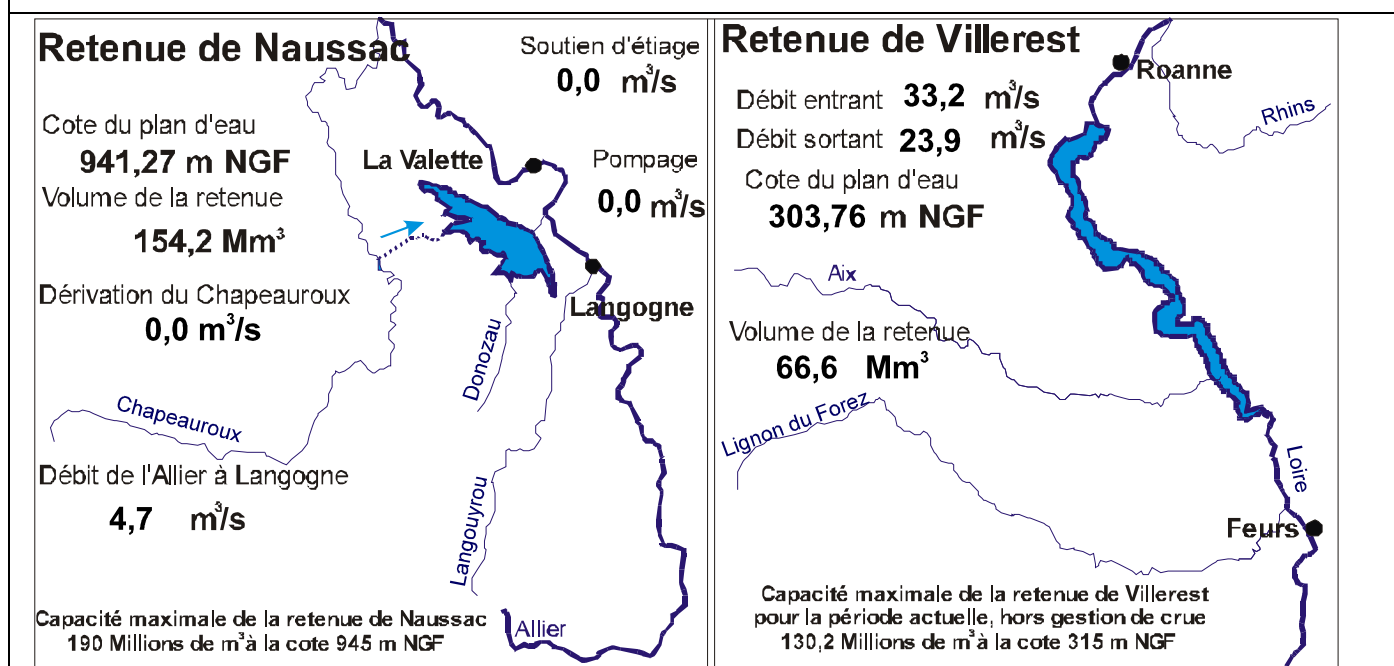 Retenue de Naussac
Soutien d'étiage
0,0 m³/s
Cote du plan d'eau
941,27 m NGF
La Valette
Pompage
0,0 m³/s
Volume de la retenue
154,2 Mm³
Dérivation du Chapeauroux
0,0 m³/s
Langogne
Donozau
Chapeauroux
Débit de l'Allier à Langogne
4,7 m³/s
Langouyrou
Allier
Capacité maximale de la retenue de Naussac
190 Millions de m³ à la cote 945 m NGF
Retenue de Villerest
Roanne
Débit entrant 33,2 m³/s
Rhins
Débit sortant 23,9 m³/s
Cote du plan d'eau
303,76 m NGF
Aix
Volume de la retenue
66,6 Mm³
Lignon du Forez
Loire
Feurs
Capacité maximale de la retenue de Villerest
pour la période actuelle, hors gestion de crue
130,2 Millions de m³ à la cote 315 m NGF